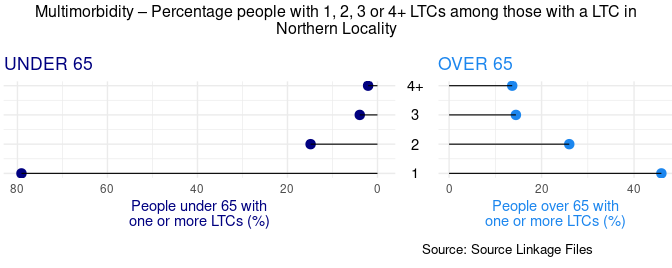 Multimorbidity – Percentage people with 1, 2, 3 or 4+ LTCs among those with a LTC in
Northern Locality
UNDER 65
OVER 65
4+
3
2
1
80 60 40 20 0
0 20 40
People under 65 with
one or more LTCs (%)
People over 65 with
one or more LTCs (%)
Source: Source Linkage Files